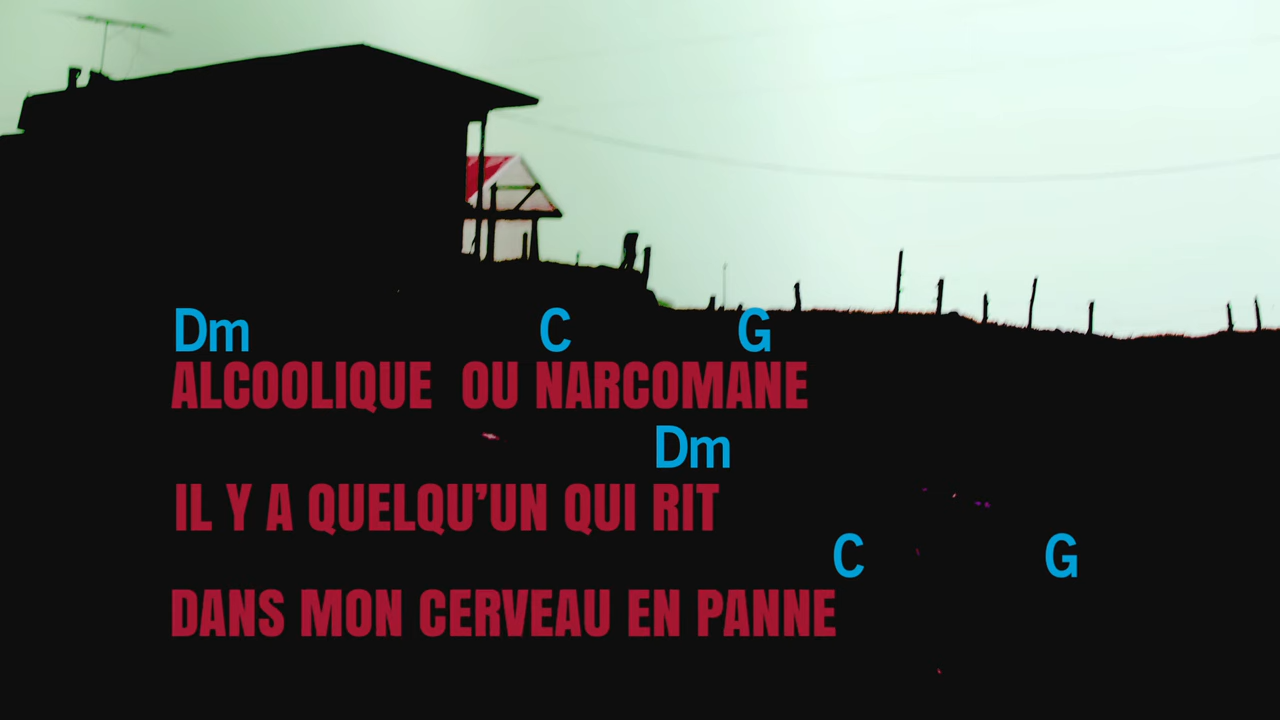 Dm C G
ALCOOLIQUE OU NARCOMANE
Dm
IL Y A QUELQU’UN QUI RIT
C G
DANS MON CERVEAU EN PANNE